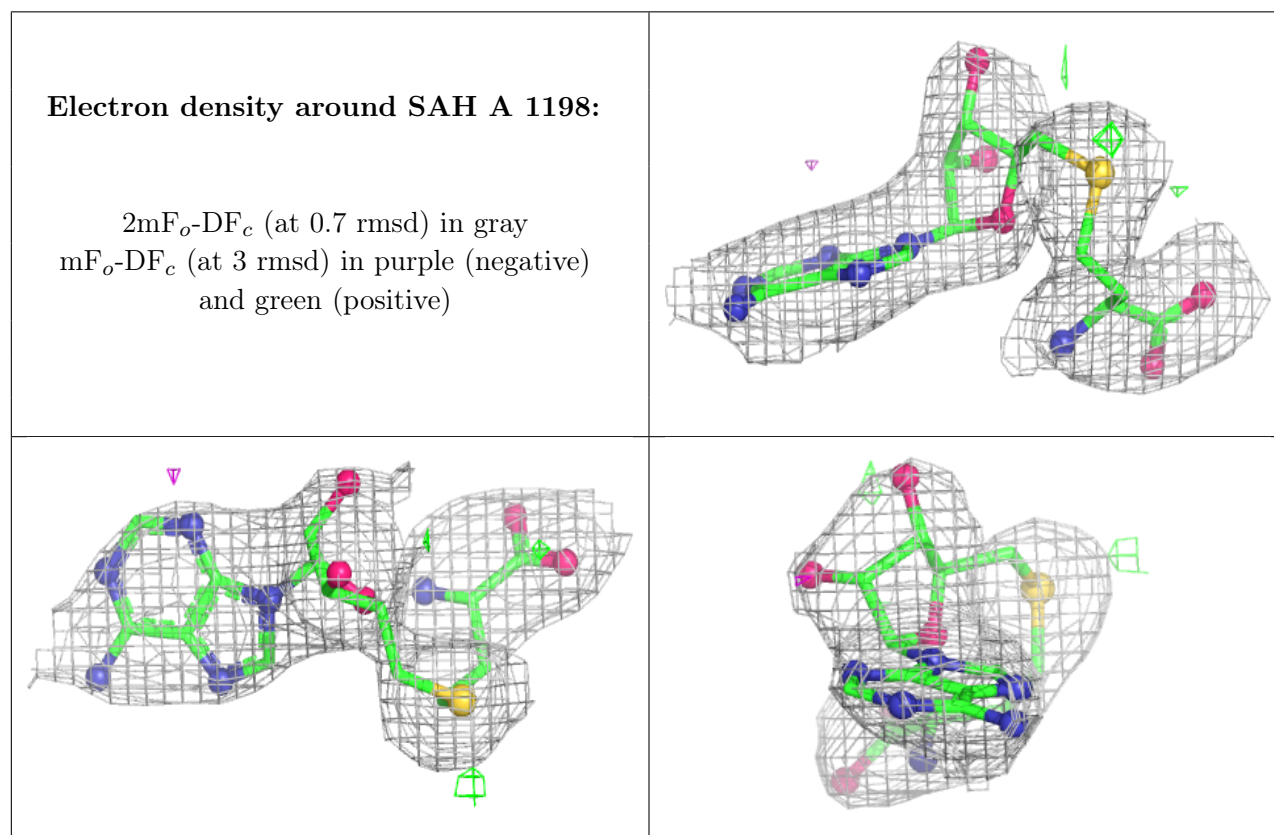 Electron density around SAH A 1198:
2mFo-DFc (at 0.7 rmsd) in gray
mFo-DFc (at 3 rmsd) in purple (negative)
and green (positive)